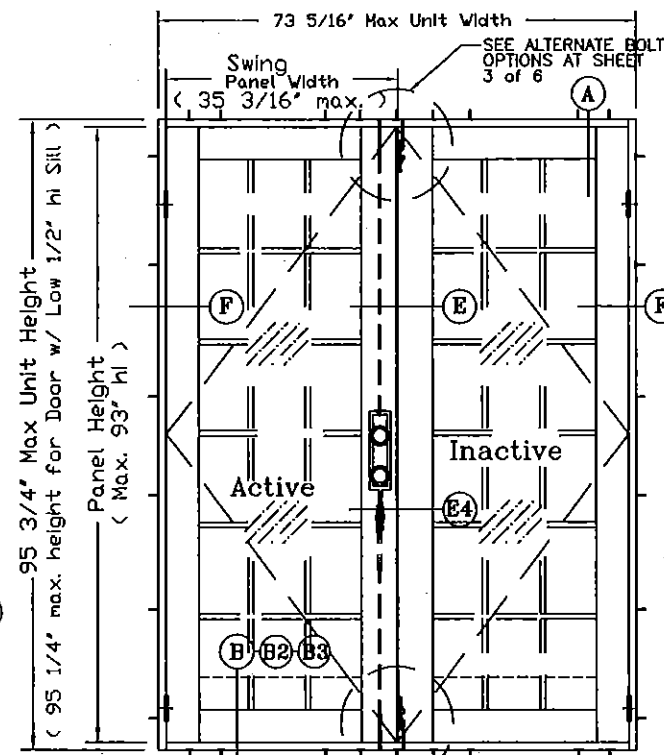 73 5/16" Max Unit Width
SEE ALTERNATE BOLT
OPTIONS AT SHEET
3 of 6
Swing
Panel Width
( 35 3/16" max. )
A
95 3/4" Max Unit Height
( 95 1/4" max. height for Door w/ Low 1/2" hi Sill )
Panel Height
( Max. 93" hi )
F
E
F
Inactive
Active
E4
B
B2
B3